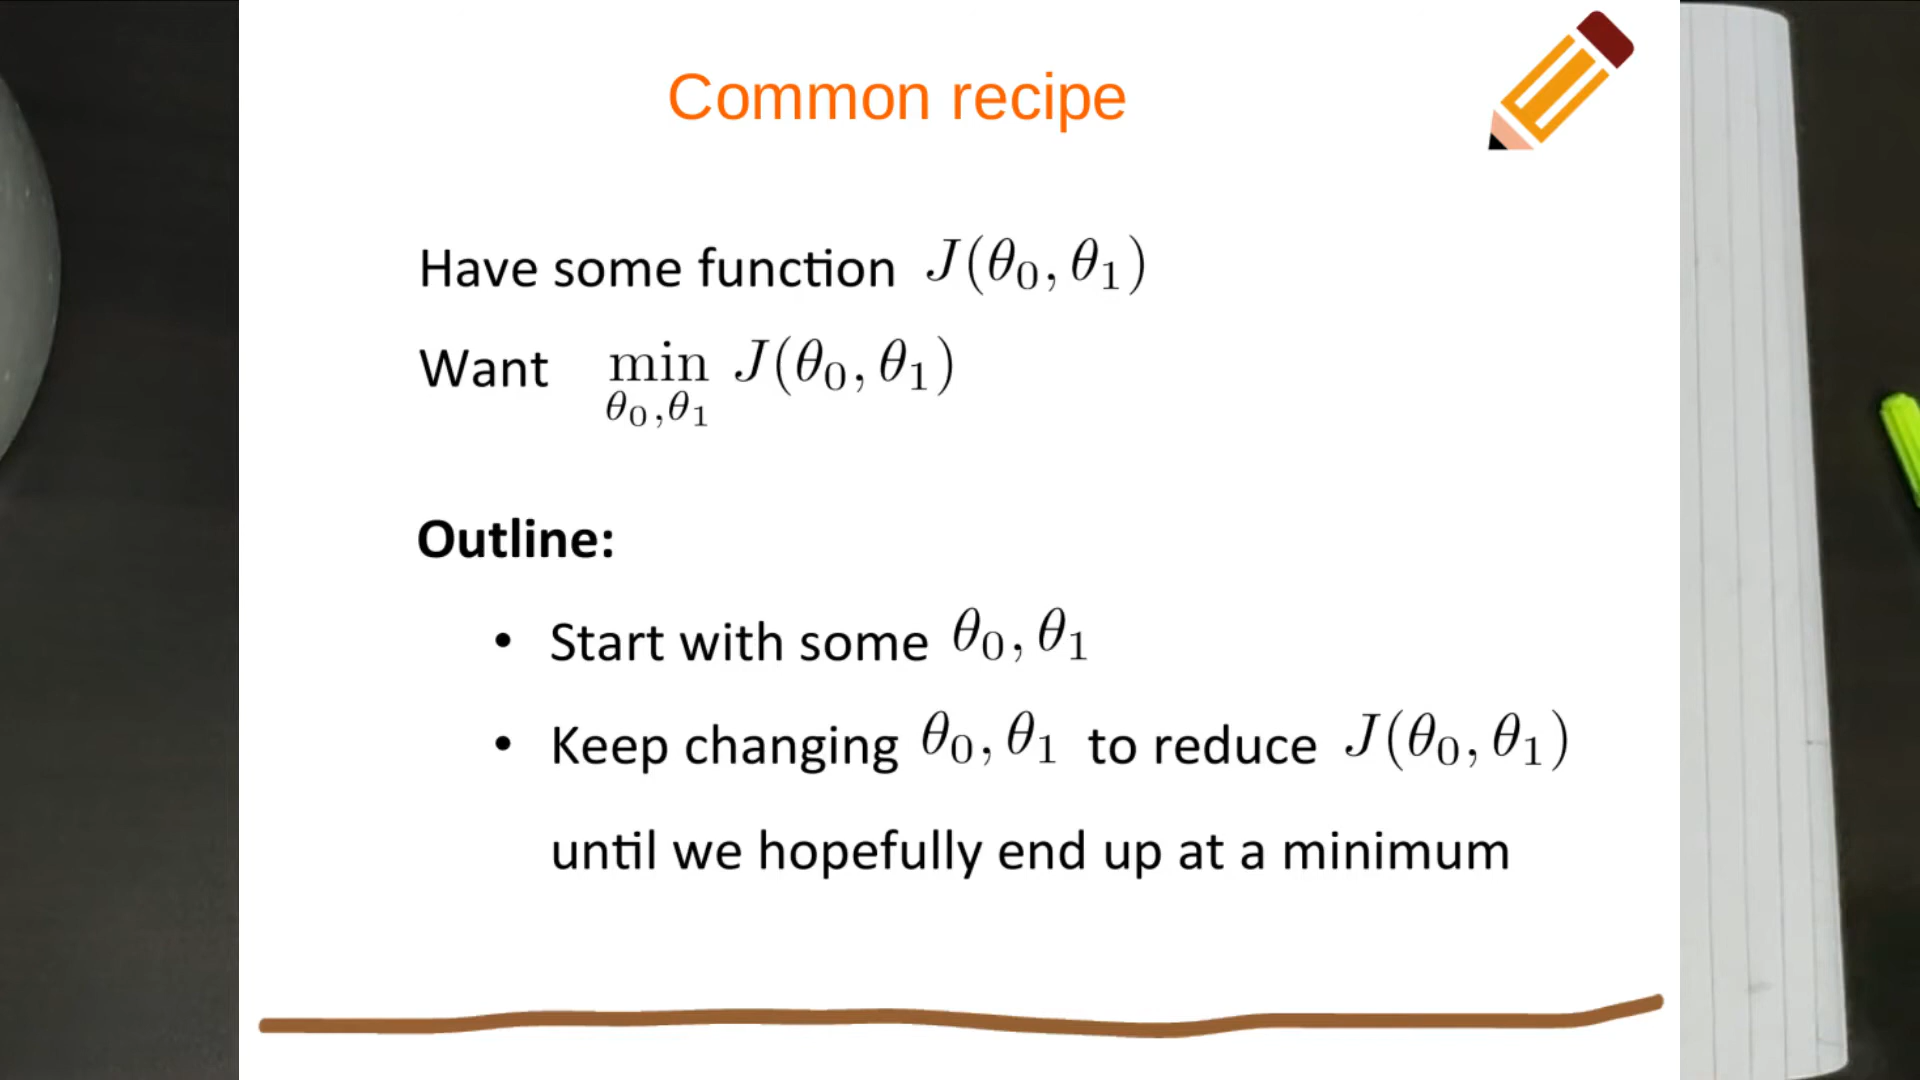 Common recipe
Have some function J(θ₀, θ₁)
Want min J(θ₀, θ₁)
θ₀,θ₁
Outline:
• Start with some θ₀, θ₁
• Keep changing θ₀, θ₁ to reduce J(θ₀, θ₁)
until we hopefully end up at a minimum